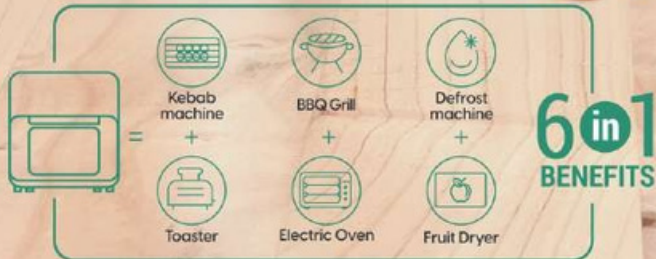 Kebab
machine
BBQ Grill
Defrost
machine
=
+
+
+
Toaster
Electric Oven
Fruit Dryer
6 in 1
BENEFITS